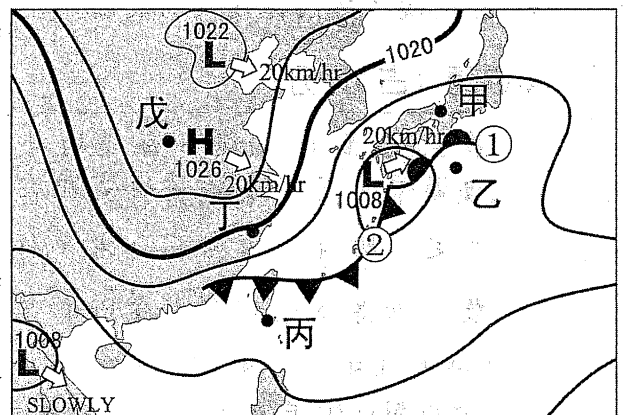 1022
L
20km/hr
1020
戊
H
1026
20km/hr
甲
20km/hr
①
L
1008
乙
丁
②
丙
1008
L
SLOWLY